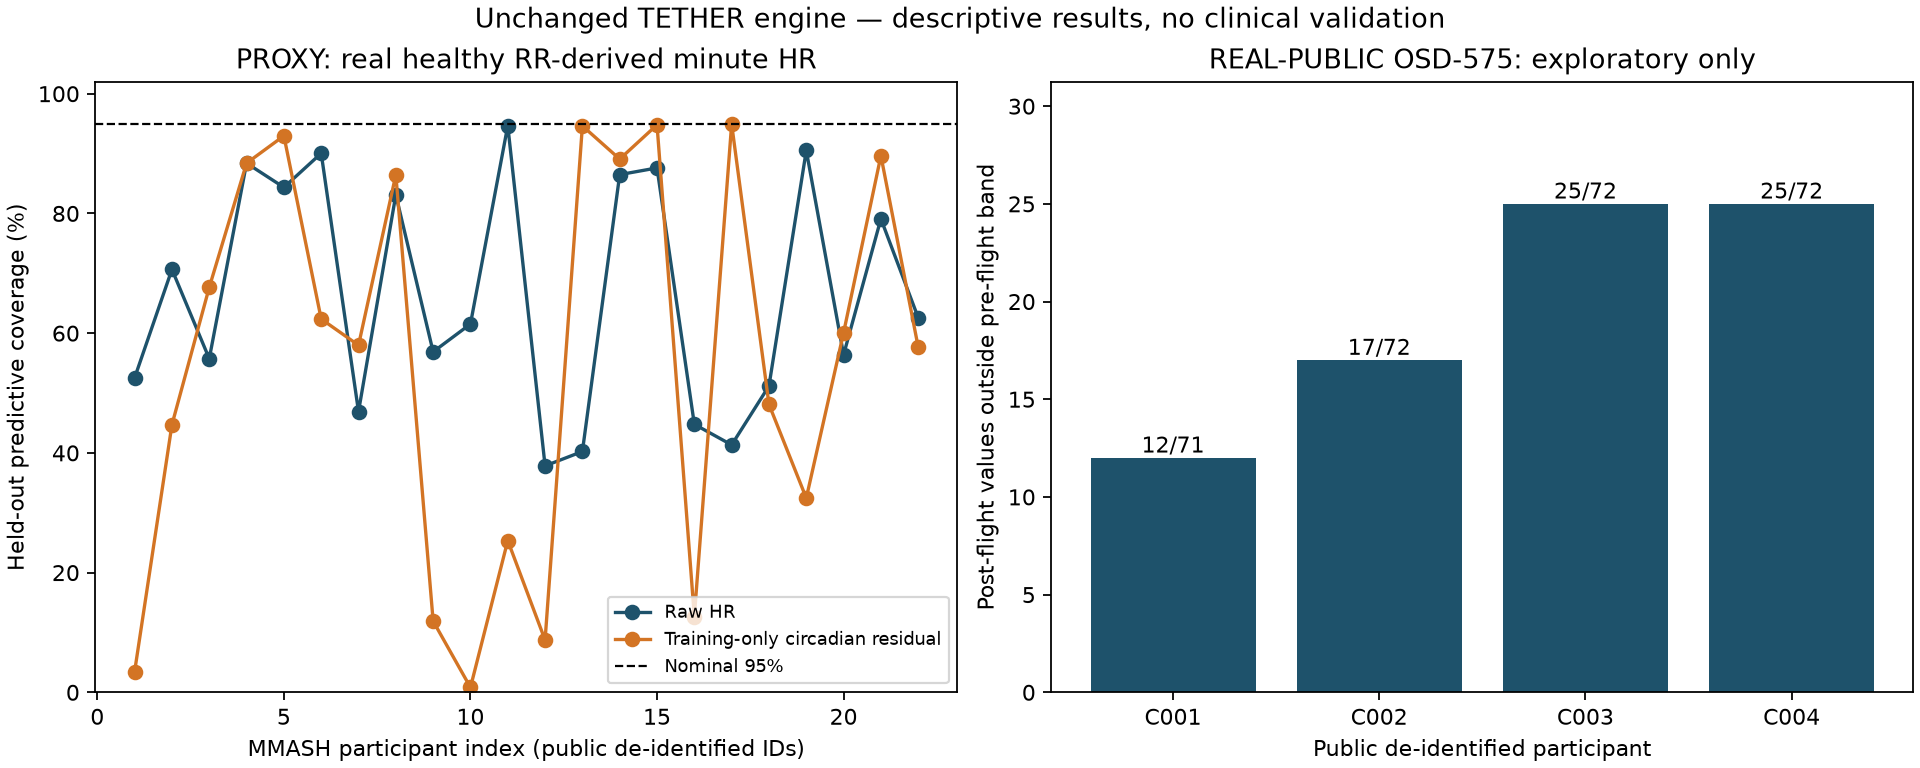 Unchanged TETHER engine — descriptive results, no clinical validation
PROXY: real healthy RR-derived minute HR
Held-out predictive coverage (%)
100
80
60
40
20
0
0
5
10
15
20
MMASH participant index (public de-identified IDs)
Raw HR
Training-only circadian residual
Nominal 95%
REAL-PUBLIC OSD-575: exploratory only
Post-flight values outside pre-flight band
30
25
20
15
10
5
0
12/71
17/72
25/72
25/72
C001
C002
C003
C004
Public de-identified participant